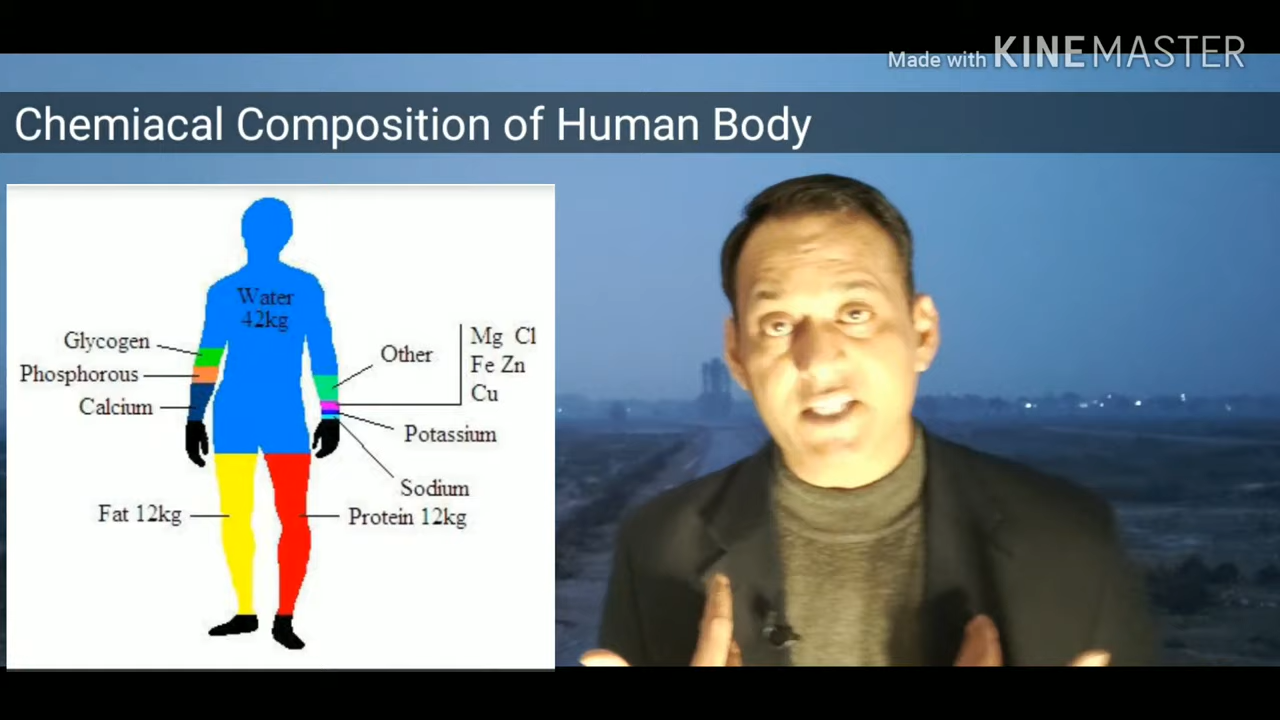 Made with KINEMASTER
Chemiacal Composition of Human Body
Water
42kg
Glycogen
Phosphorous
Calcium
Other
Mg Cl
Fe Zn
Cu
Potassium
Sodium
Fat 12kg
Protein 12kg